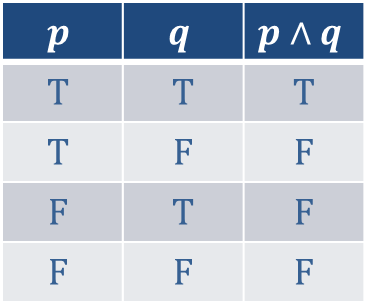 p q p ∧ q
T T T
T F F
F T F
F F F